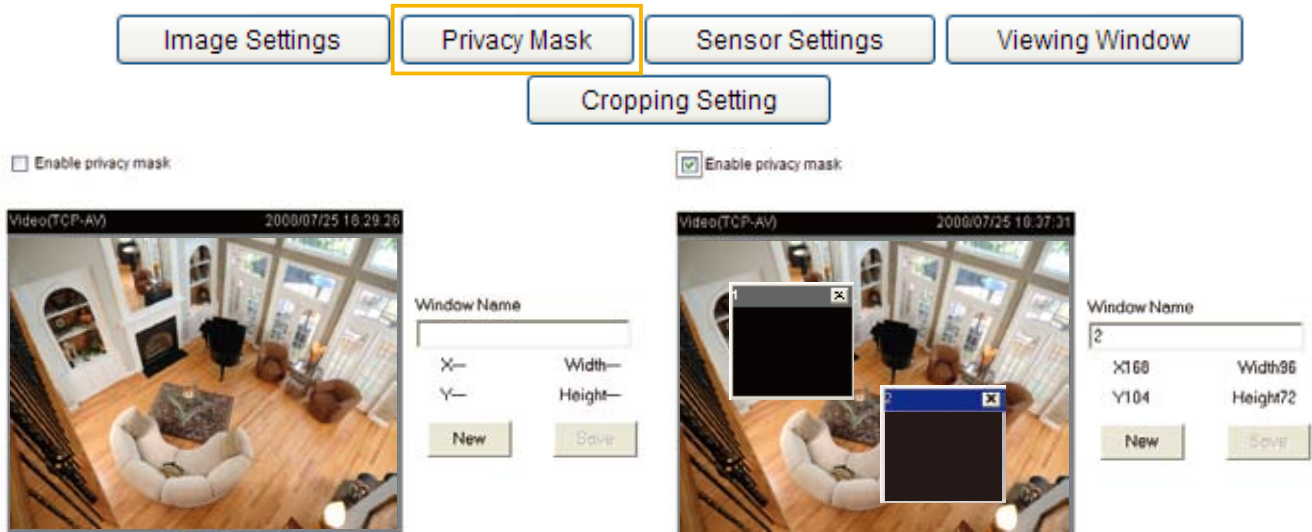 Image Settings Privacy Mask Sensor Settings Viewing Window
Cropping Setting
Enable privacy mask
Video(TCP-AV) 2008/07/25 18:29:26
Window Name
X— Width—
Y— Height—
New Save
Enable privacy mask
Video(TCP-AV) 2008/07/25 18:37:31
1
2
Window Name
2
X168 Width96
Y104 Height72
New Save